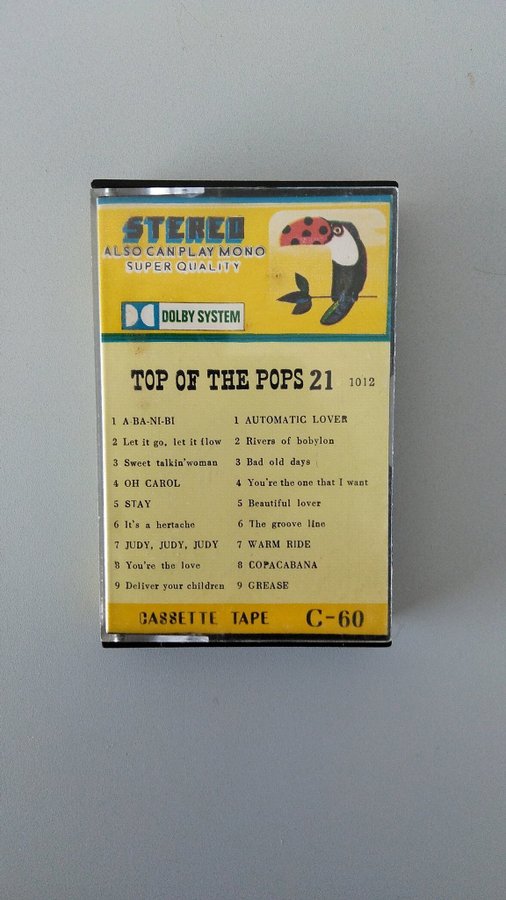 STEREO
ALSO CAN PLAY MONO
SUPER QUALITY
DOLBY SYSTEM
TOP OF THE POPS 21 1012
1 A-BA-NI-BI
2 Let it go, let it flow
3 Sweet talkin'woman
4 OH CAROL
5 STAY
6 It's a hertache
7 JUDY, JUDY, JUDY
8 You're the love
9 Deliver your children
1 AUTOMATIC LOVER
2 Rivers of bobylon
3 Bad old days
4 You're the one that I want
5 Beautiful lover
6 The groove line
7 WARM RIDE
8 COPACABANA
9 GREASE
CASSETTE TAPE C-60